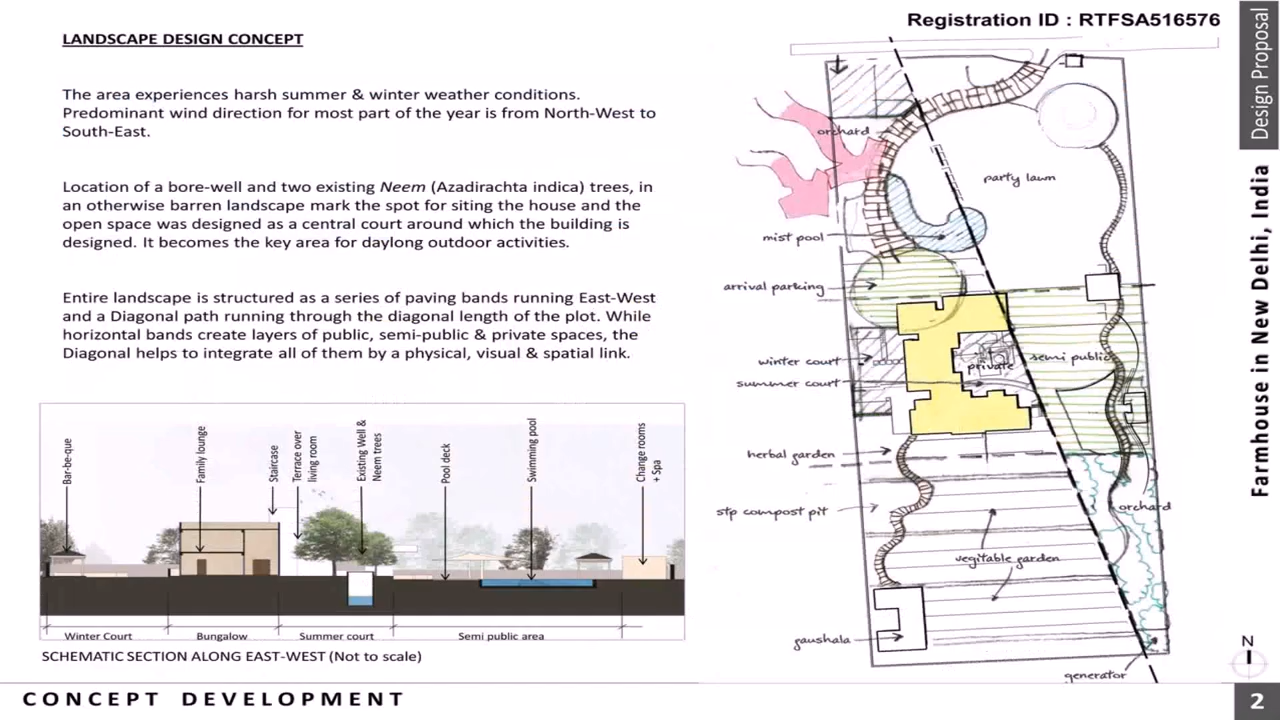 Registration ID : RTFSA516576
LANDSCAPE DESIGN CONCEPT
The area experiences harsh summer & winter weather conditions.
Predominant wind direction for most part of the year is from North-West to
South-East.
Location of a bore-well and two existing Neem (Azadirachta indica) trees, in
an otherwise barren landscape mark the spot for siting the house and the
open space was designed as a central court around which the building is
designed. It becomes the key area for daylong outdoor activities.
Entire landscape is structured as a series of paving bands running East-West
and a Diagonal path running through the diagonal length of the plot. While
horizontal bands create layers of public, semi-public & private spaces, the
Diagonal helps to integrate all of them by a physical, visual & spatial link.
Bar-be-que
Family lounge
Staircase
Terrace over
living room
Existing Well &
Neem trees
Pool deck
Swimming pool
Change rooms
+ Spa
Winter Court
Bungalow
Summer court
Semi public area
SCHEMATIC SECTION ALONG EAST-WEST (Not to scale)
orchard
party lawn
mist pool
arrival parking
winter court
private
semi public
summer court
herbal garden
stp compost pit
orchard
vegitable garden
gaushala
generator
Design Proposal
Farmhouse in New Delhi, India
N
CONCEPT DEVELOPMENT
2